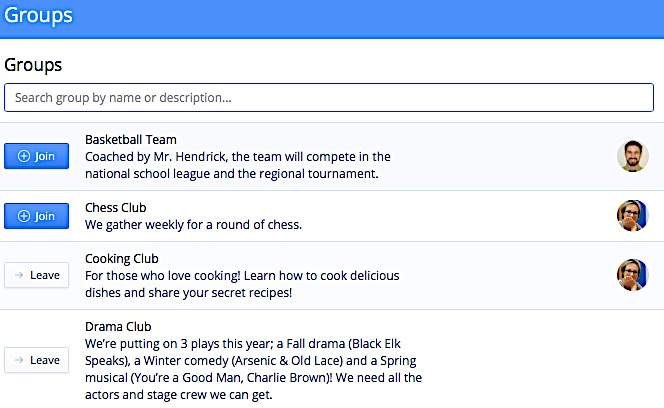 Groups
Groups
Search group by name or description...
Join
Basketball Team
Coached by Mr. Hendrick, the team will compete in the
national school league and the regional tournament.
Join
Chess Club
We gather weekly for a round of chess.
Leave
Cooking Club
For those who love cooking! Learn how to cook delicious
dishes and share your secret recipes!
Leave
Drama Club
We’re putting on 3 plays this year; a Fall drama (Black Elk
Speaks), a Winter comedy (Arsenic & Old Lace) and a Spring
musical (You’re a Good Man, Charlie Brown)! We need all the
actors and stage crew we can get.